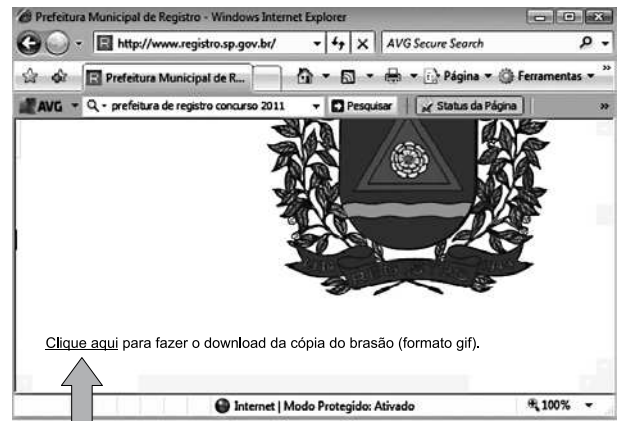 Prefeitura Municipal de Registro - Windows Internet Explorer
http://www.registro.sp.gov.br/
AVG Secure Search
Prefeitura Municipal de R...
Página
Ferramentas
»
AVG
prefeitura de registro concurso 2011
Pesquisar
Status da Página
»
Clique aqui para fazer o download da cópia do brasão (formato gif).
Internet | Modo Protegido: Ativado
100%